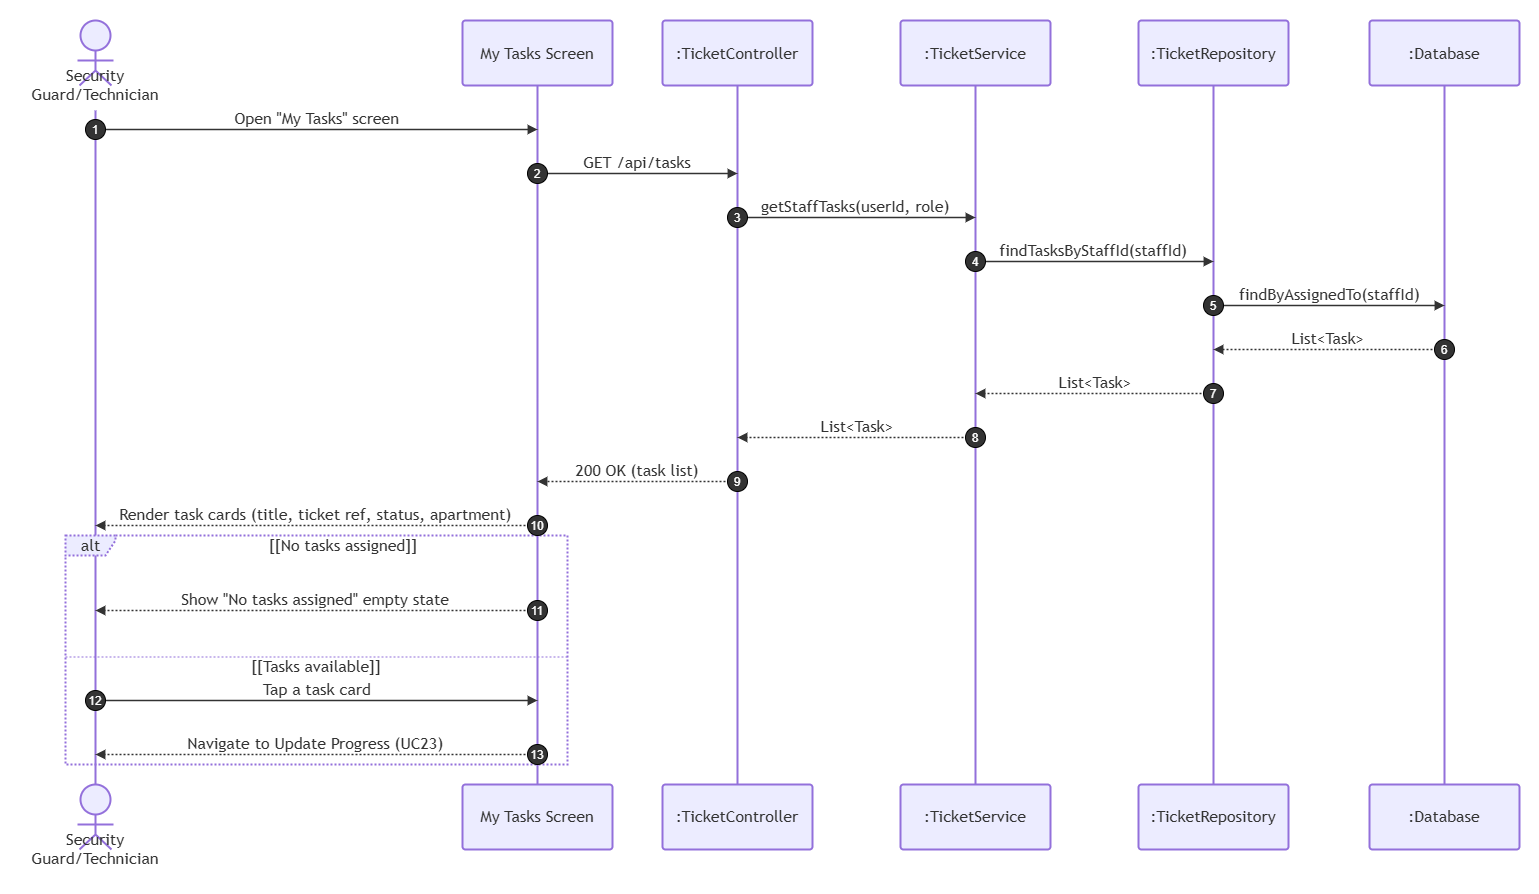 Security
Guard/Technician
My Tasks Screen
:TicketController
:TicketService
:TicketRepository
:Database
1
Open "My Tasks" screen
2
GET /api/tasks
3
getStaffTasks(userId, role)
4
findTasksByStaffId(staffId)
5
findByAssignedTo(staffId)
List<Task>
6
List<Task>
7
List<Task>
8
200 OK (task list)
9
Render task cards (title, ticket ref, status, apartment)
10
alt
[[No tasks assigned]]
Show "No tasks assigned" empty state
11
[[Tasks available]]
Tap a task card
12
Navigate to Update Progress (UC23)
13
Security
Guard/Technician
My Tasks Screen
:TicketController
:TicketService
:TicketRepository
:Database